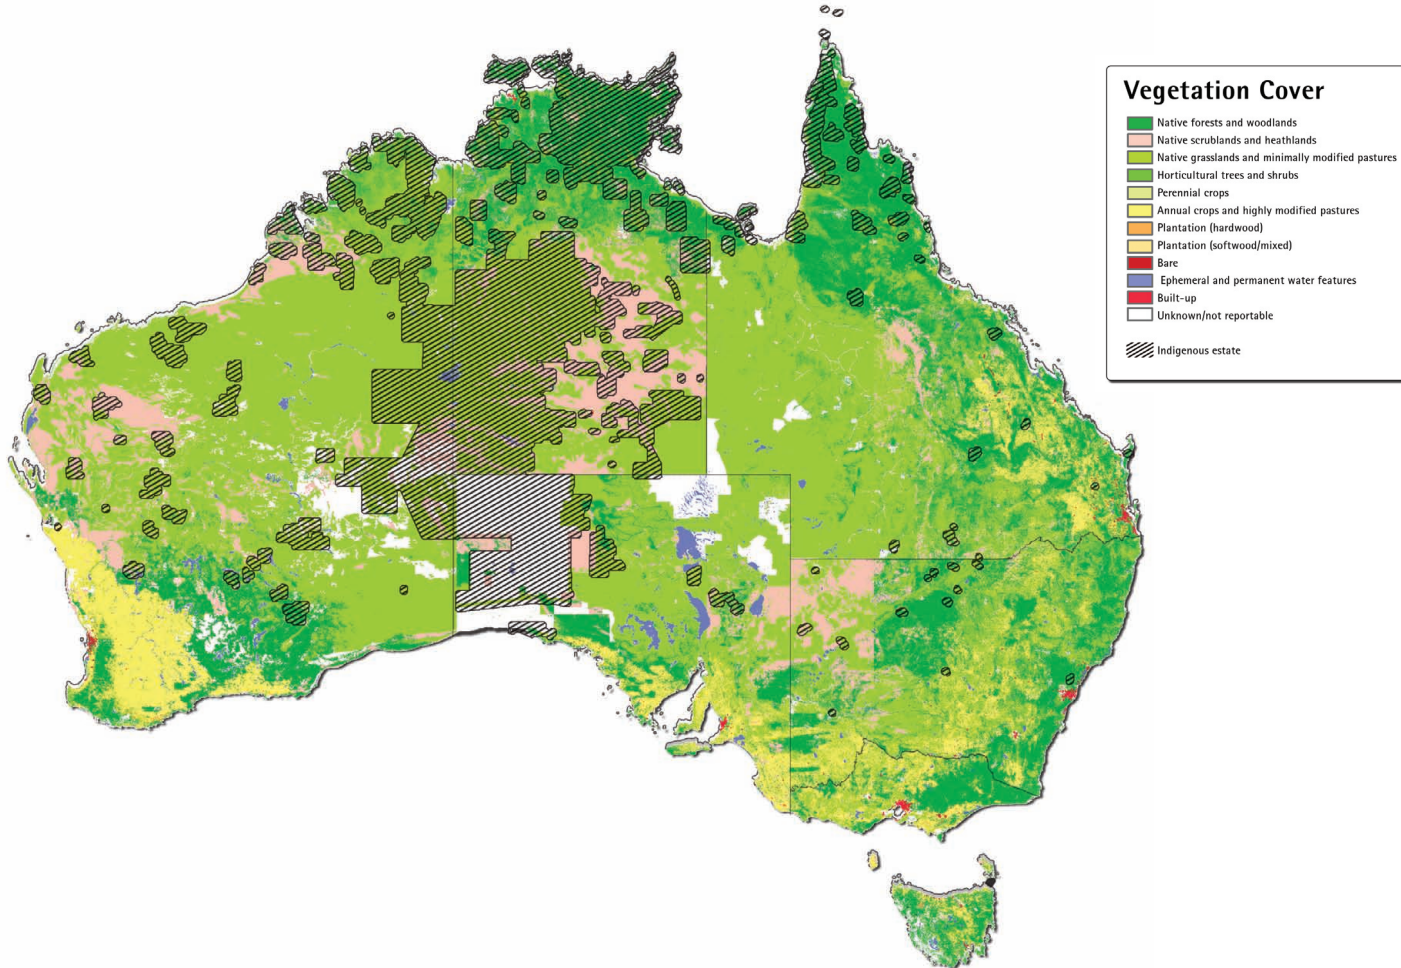 Vegetation Cover
Native forests and woodlands
Native scrublands and heathlands
Native grasslands and minimally modified pastures
Horticultural trees and shrubs
Perennial crops
Annual crops and highly modified pastures
Plantation (hardwood)
Plantation (softwood/mixed)
Bare
Ephemeral and permanent water features
Built-up
Unknown/not reportable
Indigenous estate